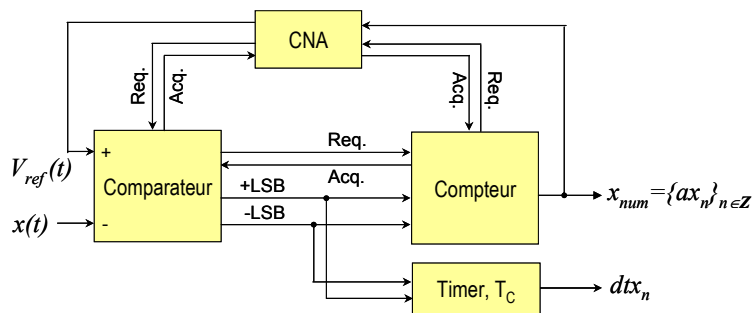 CNA
Req.
Acq.
Acq.
Req.
V_ref(t)
+
Comparateur
-
x(t)
Req.
Acq.
+LSB
-LSB
Compteur
x_num={ax_n}_n∈Z
Timer, T_C
dtx_n